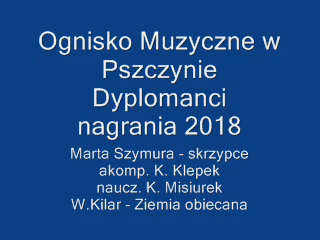 Ognisko Muzyczne w
Pszczynie
Dyplomanci
nagrania 2018
Marta Szymura - skrzypce
akomp. K. Klepek
naucz. K. Misiurek
W.Kilar - Ziemia obiecana